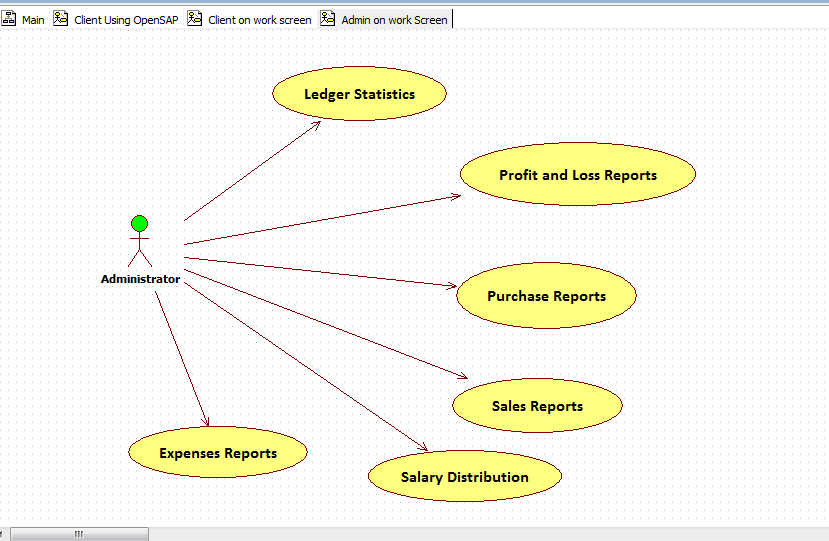 Main
Client Using OpenSAP
Client on work screen
Admin on work Screen
Ledger Statistics
Profit and Loss Reports
Administrator
Purchase Reports
Sales Reports
Expenses Reports
Salary Distribution